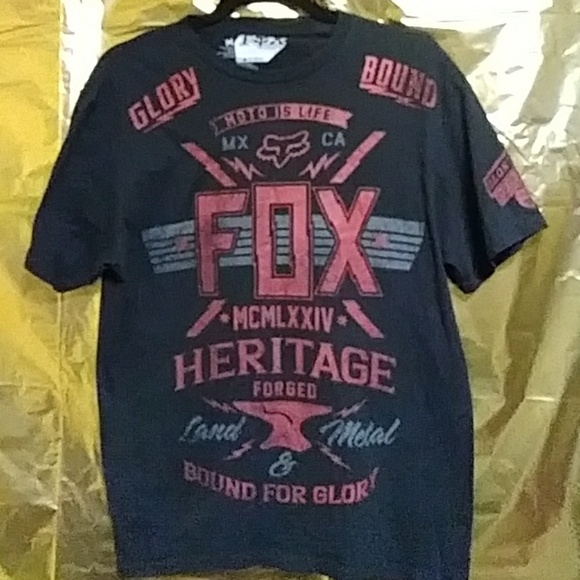 GLORY
BOUND
MOTO IS LIFE
MX CA
FOX
*MCMLXXIV*
HERITAGE
FORGED
Land Metal
&
BOUND FOR GLORY